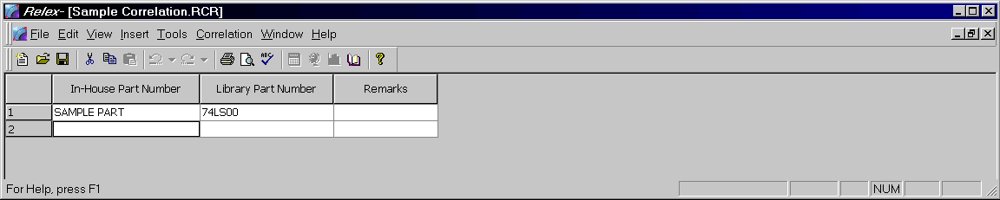 Relex- [Sample Correlation.RCR]
File Edit View Insert Tools Correlation Window Help
ABC ?
In-House Part Number Library Part Number Remarks
1 SAMPLE PART 74LS00
2
For Help, press F1 NUM